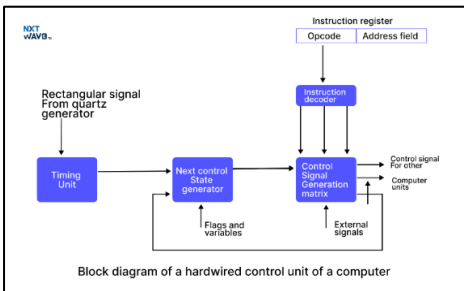 NXT
WAVE
Instruction register
Opcode
Address field
Instruction
decoder
Rectangular signal
From quartz
generator
Timing
Unit
Next control
State
generator
Control
Signal
Generation
matrix
Control signal
For other
Computer
units
Flags and
variables
External
signals
Block diagram of a hardwired control unit of a computer